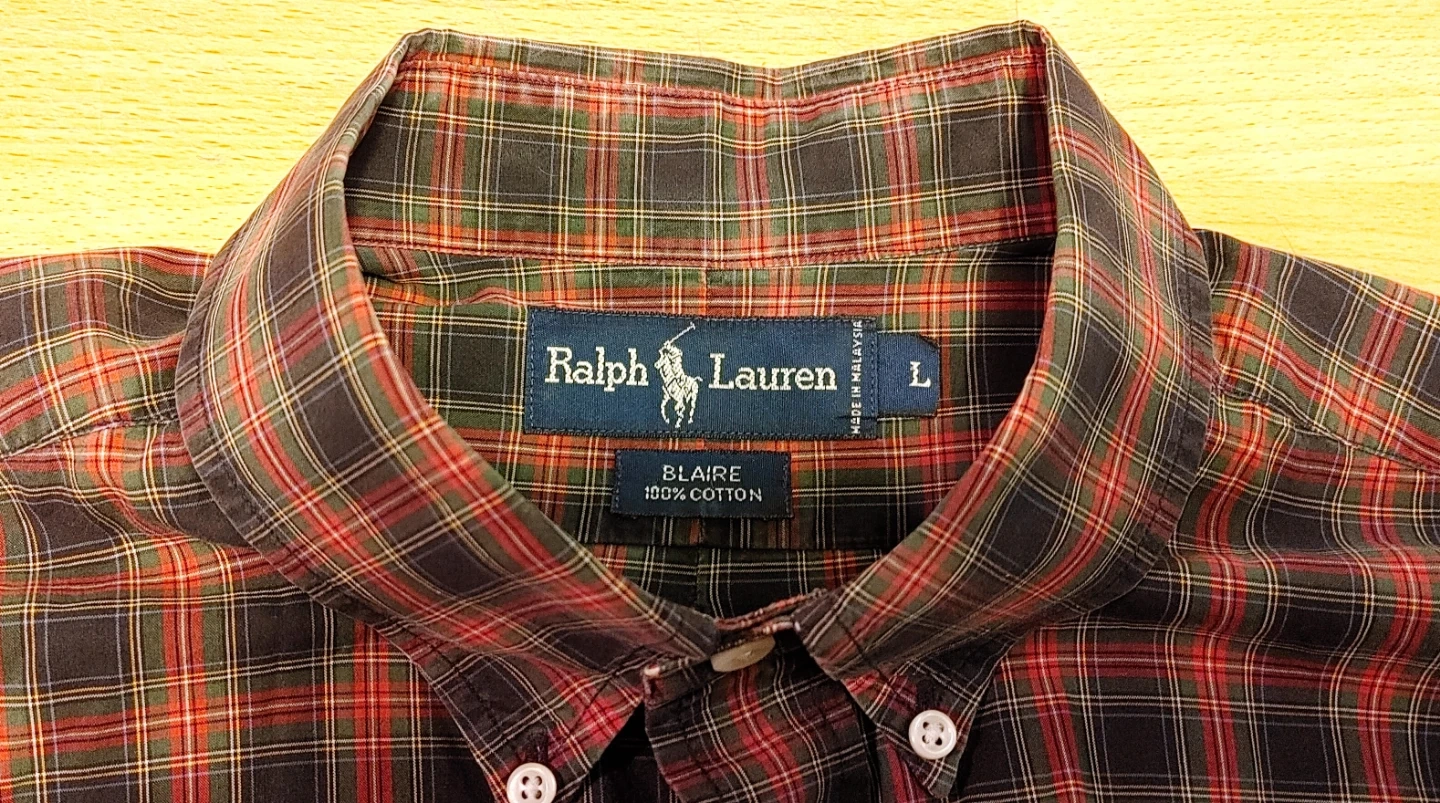 Ralph Lauren
MADE IN MALAYSIA
L
BLAIRE
100% COTTON